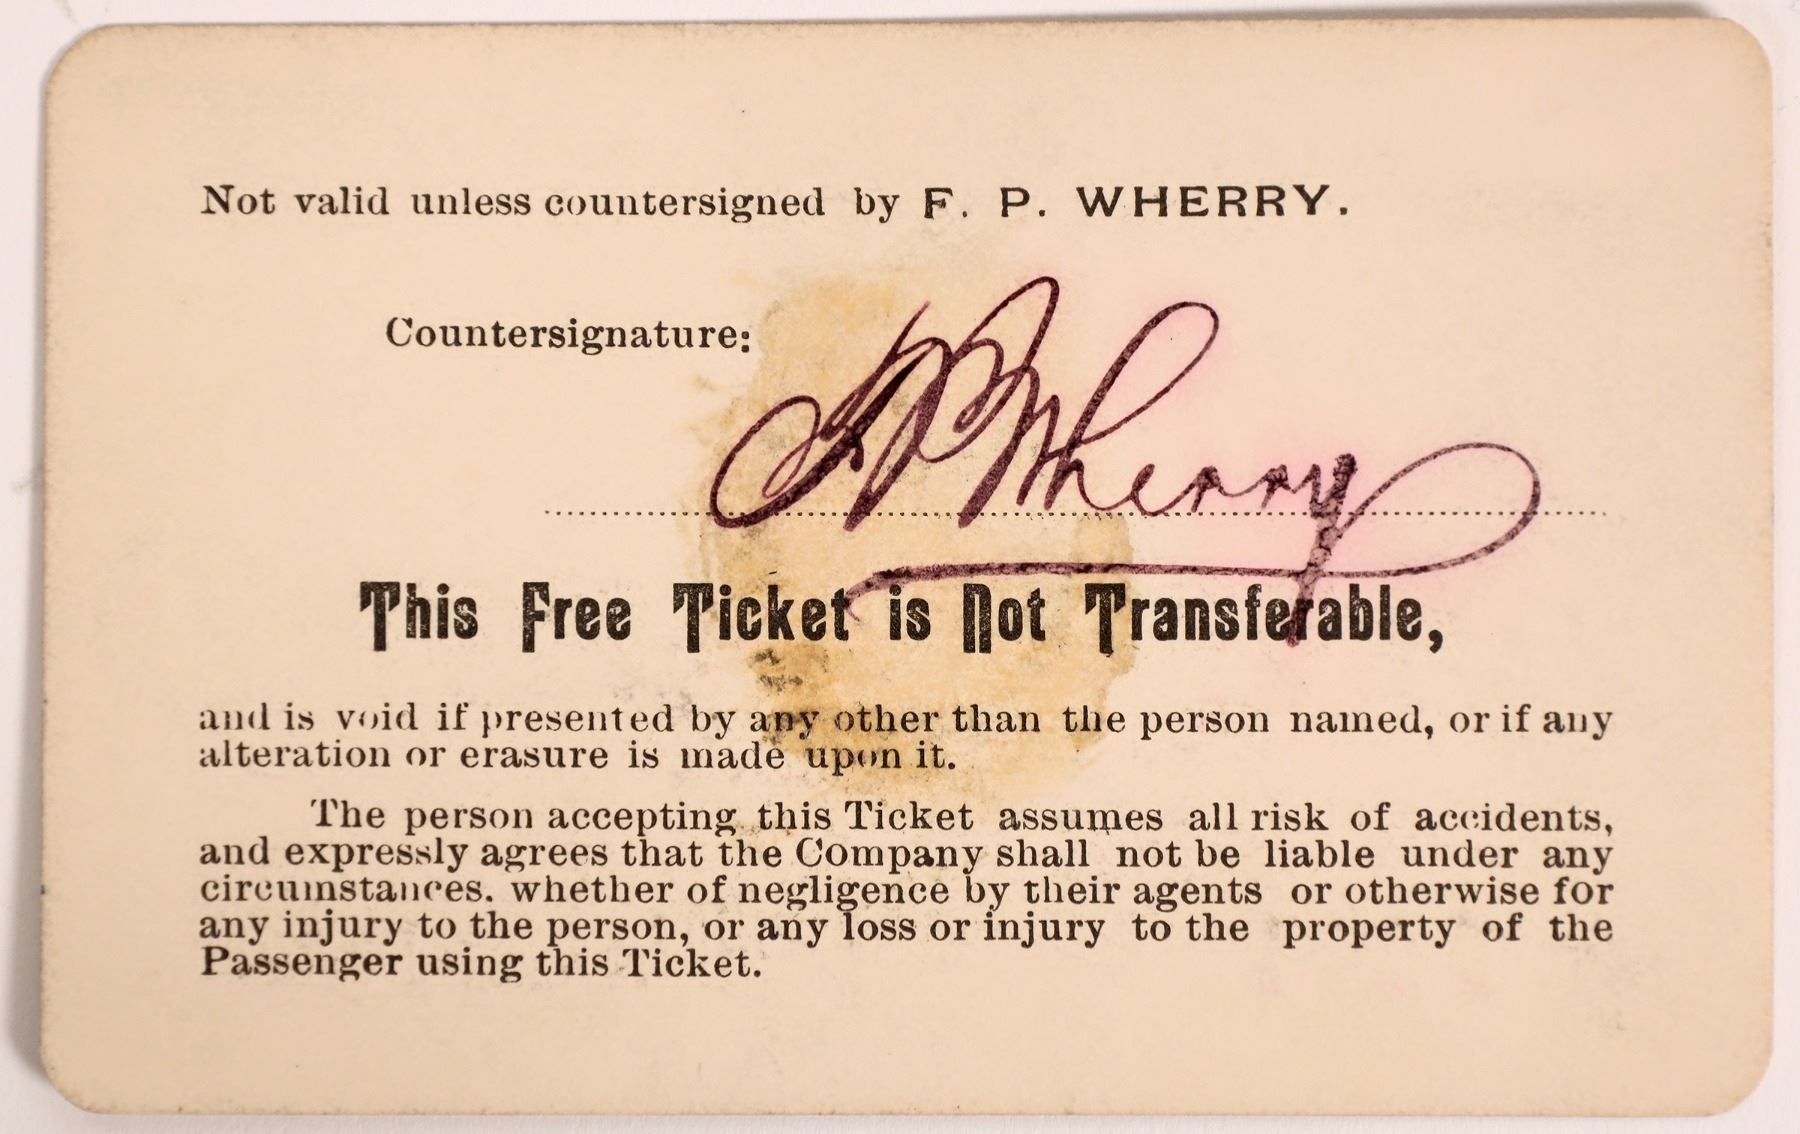 Not valid unless countersigned by F. P. WHERRY.
Countersignature:
F P Wherry
This Free Ticket is Not Transferable,
and is void if presented by any other than the person named, or if any
alteration or erasure is made upon it.
The person accepting this Ticket assumes all risk of accidents,
and expressly agrees that the Company shall not be liable under any
circumstances. whether of negligence by their agents or otherwise for
any injury to the person, or any loss or injury to the property of the
Passenger using this Ticket.